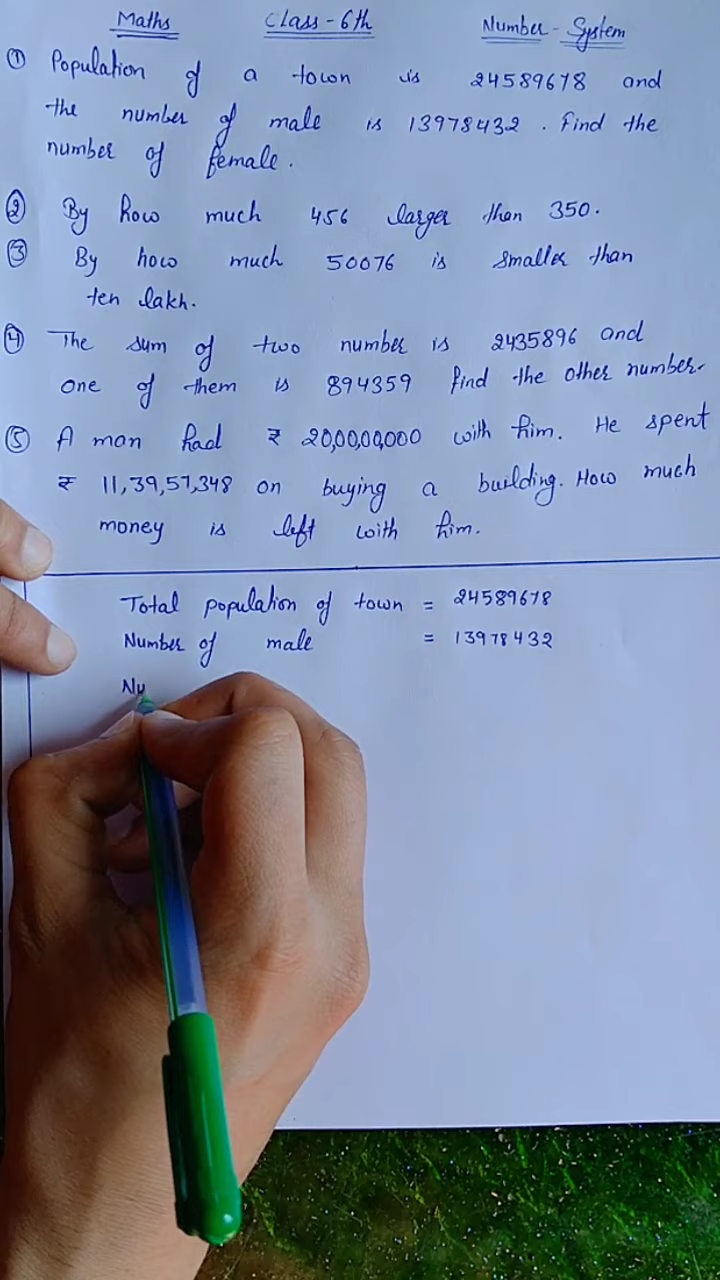 Maths Class-6th Number-System
① Population of a town is 24589678 and
the number of male is 13978432. Find the
number of female.
② By how much 456 larger than 350.
③ By how much 50076 is smaller than
ten lakh.
④ The sum of two number is 2435896 and
one of them is 894359 find the other number.
⑤ A man had ₹ 20,00,00,000 with him. He spent
₹ 11,39,57,348 on buying a building. How much
money is left with him.
Total population of town = 24589678
Number of male = 13978432
Nu